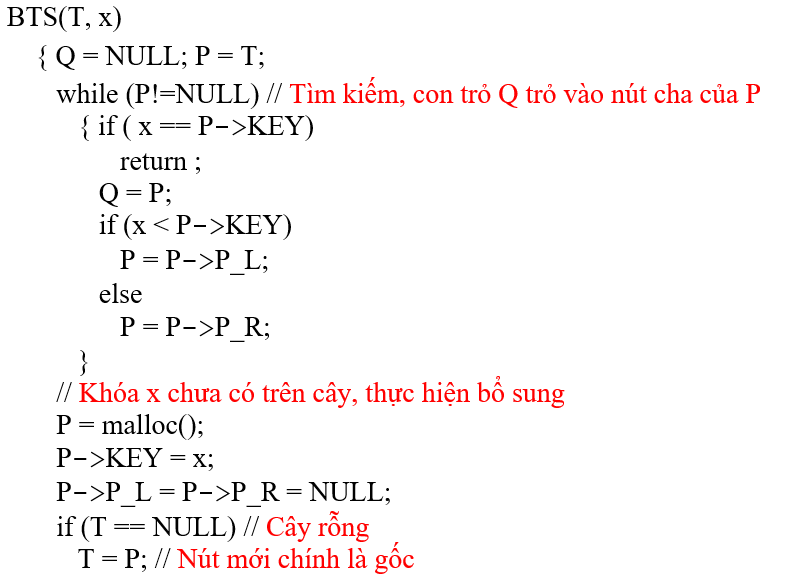 BTS(T, x)
{ Q = NULL; P = T;
while (P!=NULL) // Tìm kiếm, con trỏ Q trỏ vào nút cha của P
{ if ( x == P->KEY)
return ;
Q = P;
if (x < P->KEY)
P = P->P_L;
else
P = P->P_R;
}
// Khóa x chưa có trên cây, thực hiện bổ sung
P = malloc();
P->KEY = x;
P->P_L = P->P_R = NULL;
if (T == NULL) // Cây rỗng
T = P; // Nút mới chính là gốc